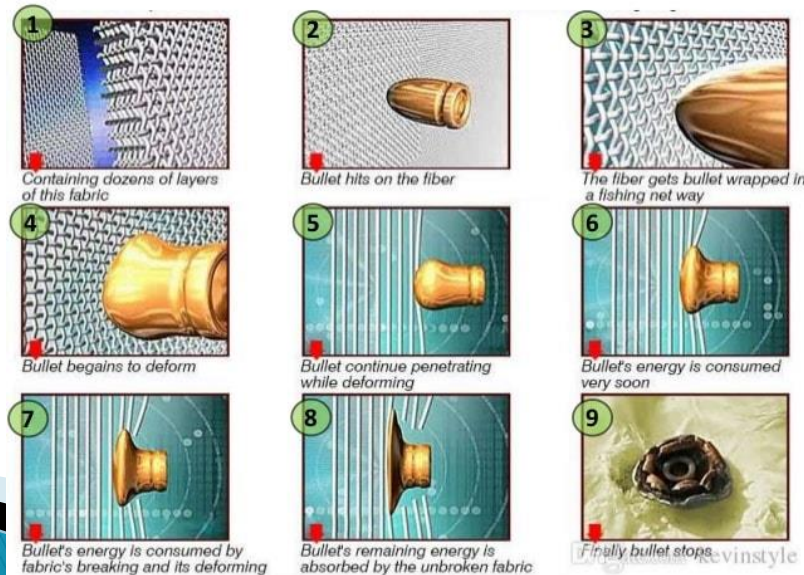 1
2
3
Containing dozens of layers
of this fabric
Bullet hits on the fiber
The fiber gets bullet wrapped in
a fishing net way
4
5
6
Bullet begains to deform
Bullet continue penetrating
while deforming
Bullet's energy is consumed
very soon
7
8
9
Bullet's energy is consumed by
fabric's breaking and its deforming
Bullet's remaining energy is
absorbed by the unbroken fabric
Finally bullet stops
kevinstyle